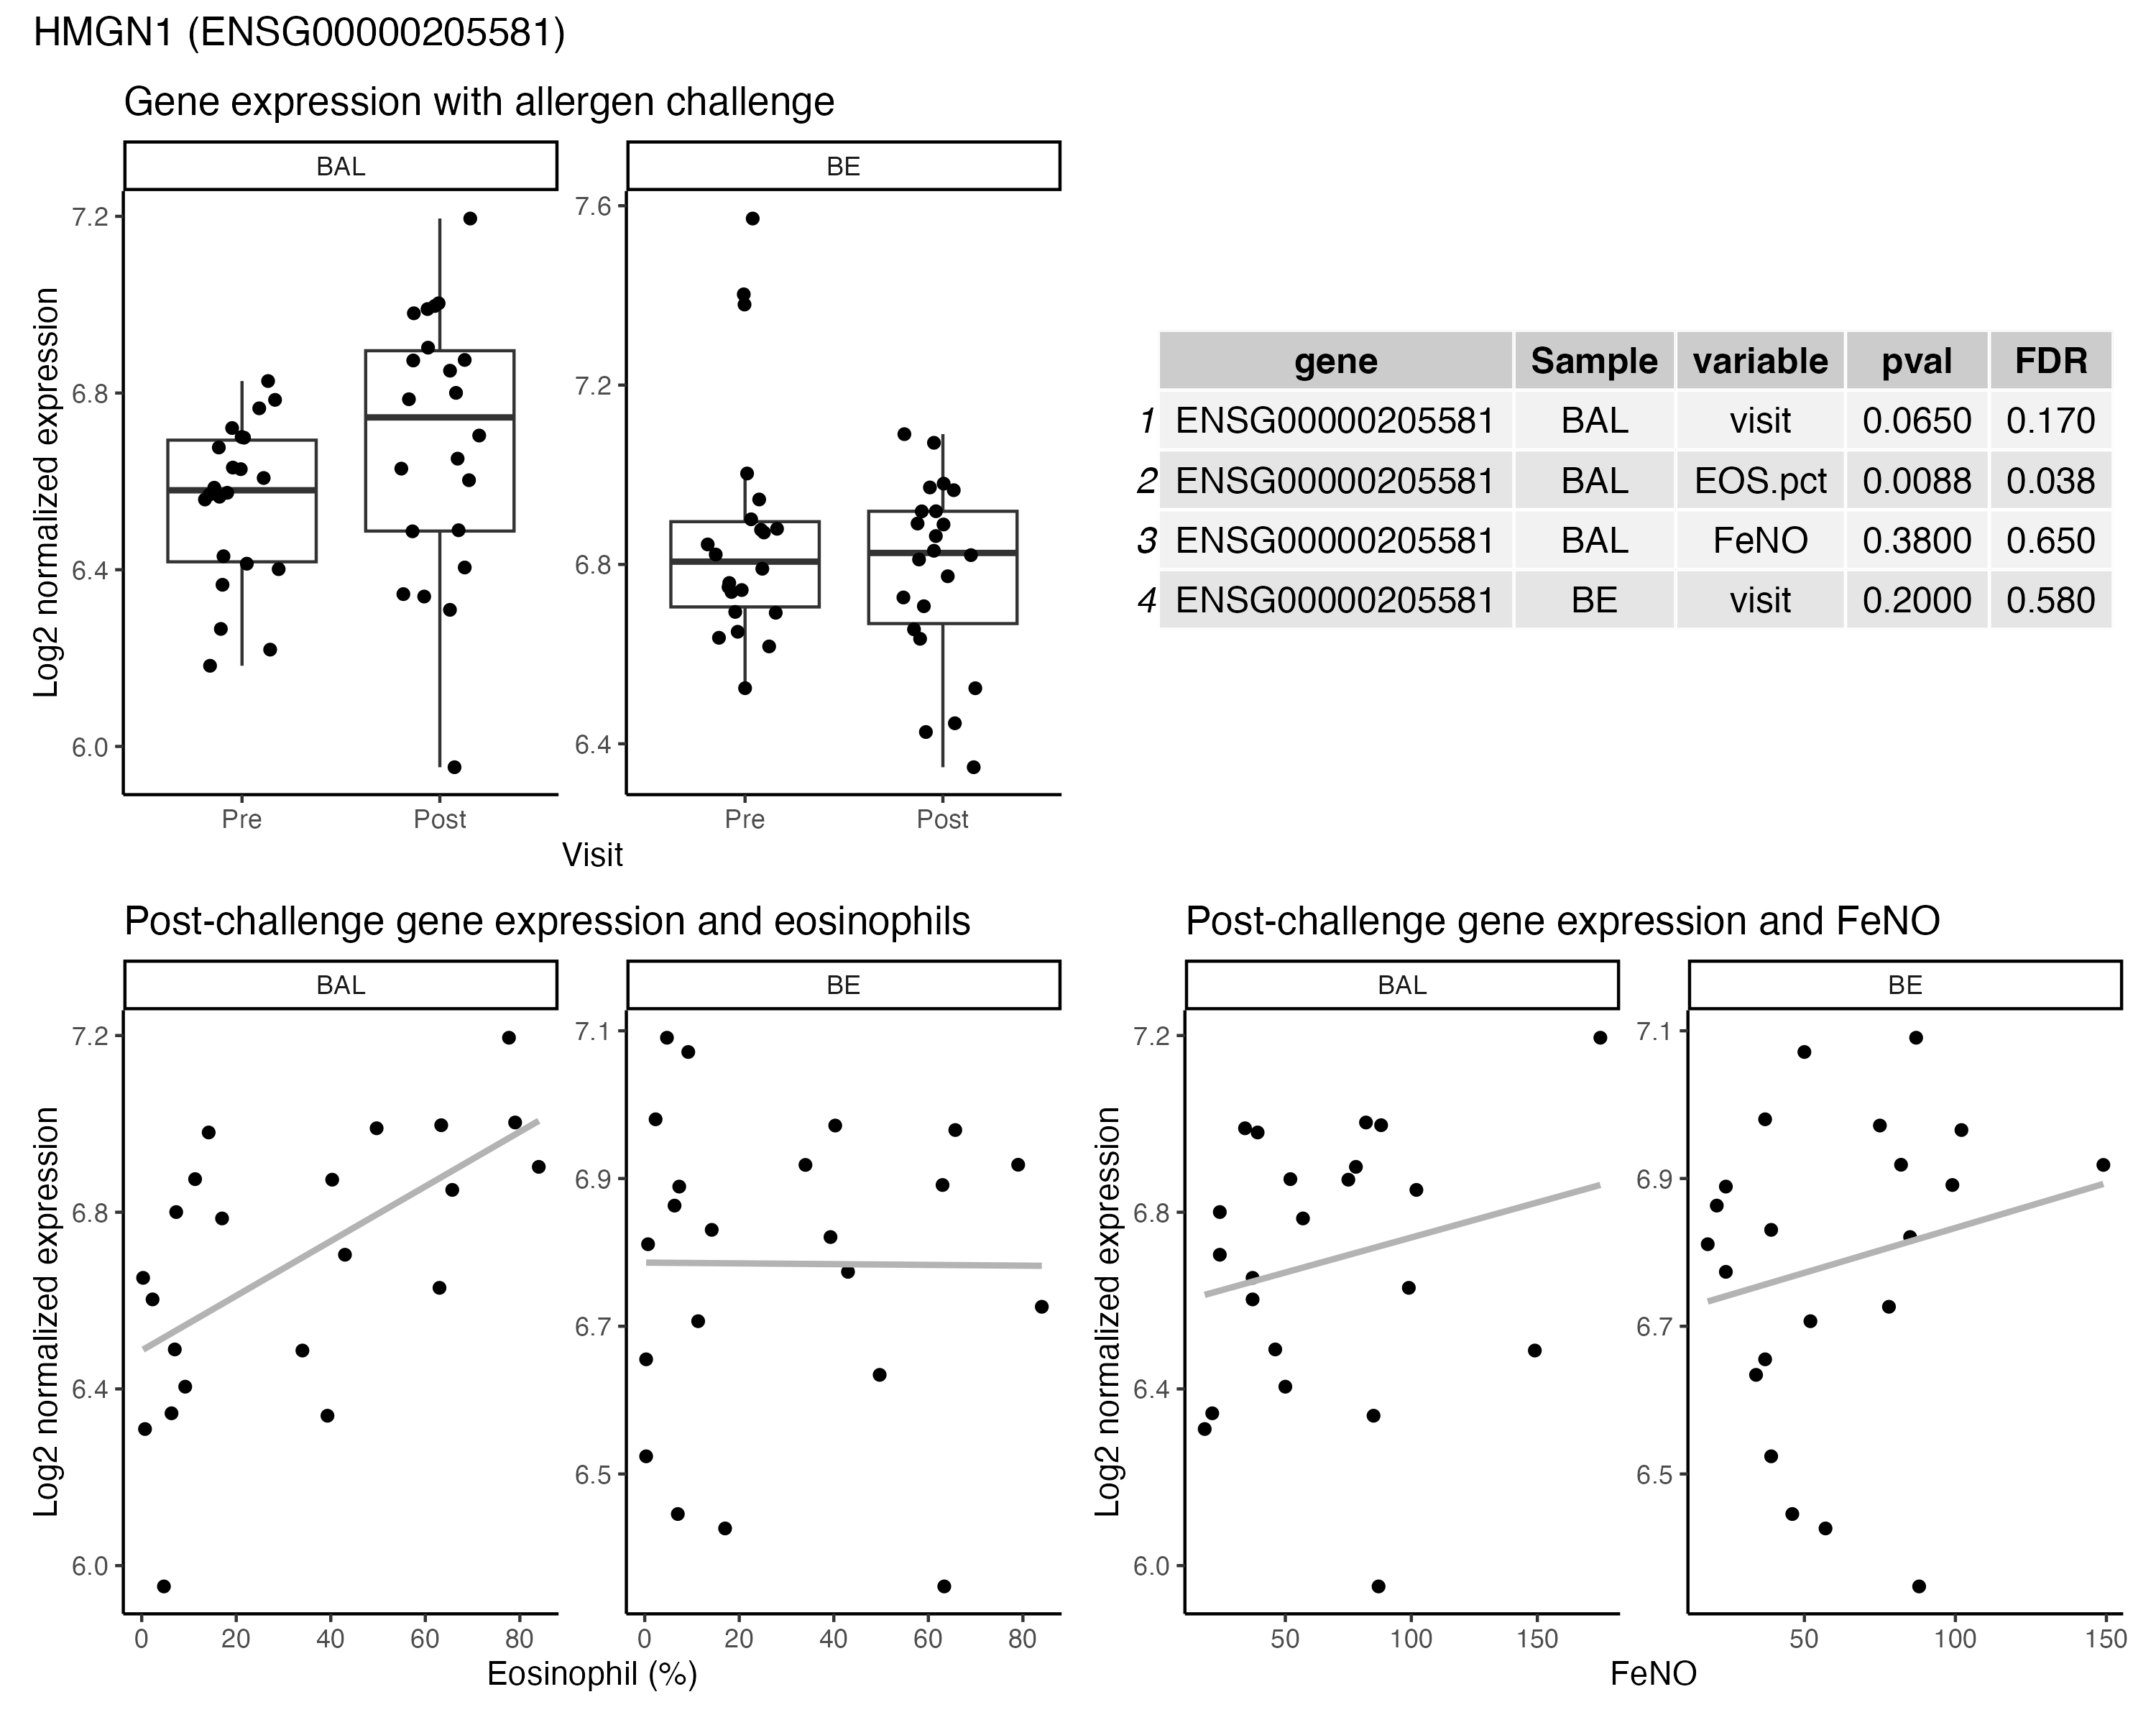 HMGN1 (ENSG00000205581)
Gene expression with allergen challenge
BAL
BE
Log2 normalized expression
7.2
6.8
6.4
6.0
7.6
7.2
6.8
6.4
Pre
Post
Pre
Post
Visit
gene Sample variable pval FDR
1 ENSG00000205581 BAL visit 0.0650 0.170
2 ENSG00000205581 BAL EOS.pct 0.0088 0.038
3 ENSG00000205581 BAL FeNO 0.3800 0.650
4 ENSG00000205581 BE visit 0.2000 0.580
Post-challenge gene expression and eosinophils
BAL
BE
Log2 normalized expression
7.2
6.8
6.4
6.0
7.1
6.9
6.7
6.5
0 20 40 60 80
0 20 40 60 80
Eosinophil (%)
Post-challenge gene expression and FeNO
BAL
BE
Log2 normalized expression
7.2
6.8
6.4
6.0
7.1
6.9
6.7
6.5
50 100 150
50 100 150
FeNO